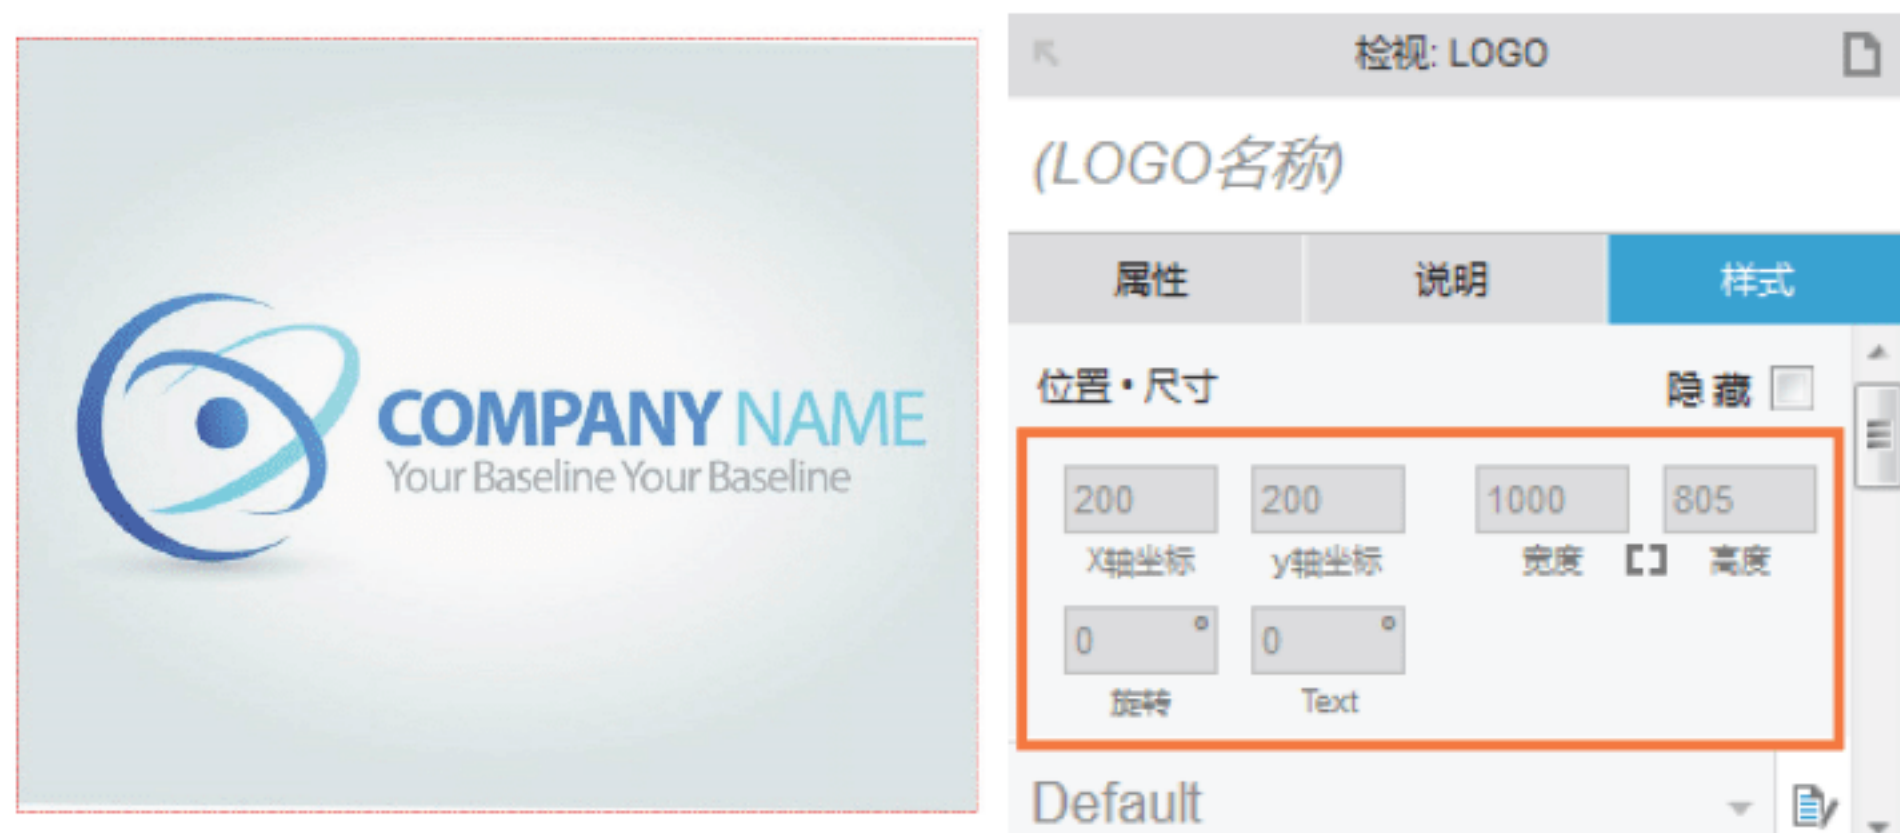 COMPANY NAME
Your Baseline Your Baseline
检视: LOGO
(LOGO名称)
属性 说明 样式
位置 • 尺寸 隐藏
200 200 1000 805
X轴坐标 y轴坐标 宽度 高度
0 ° 0 °
旋转 Text
Default